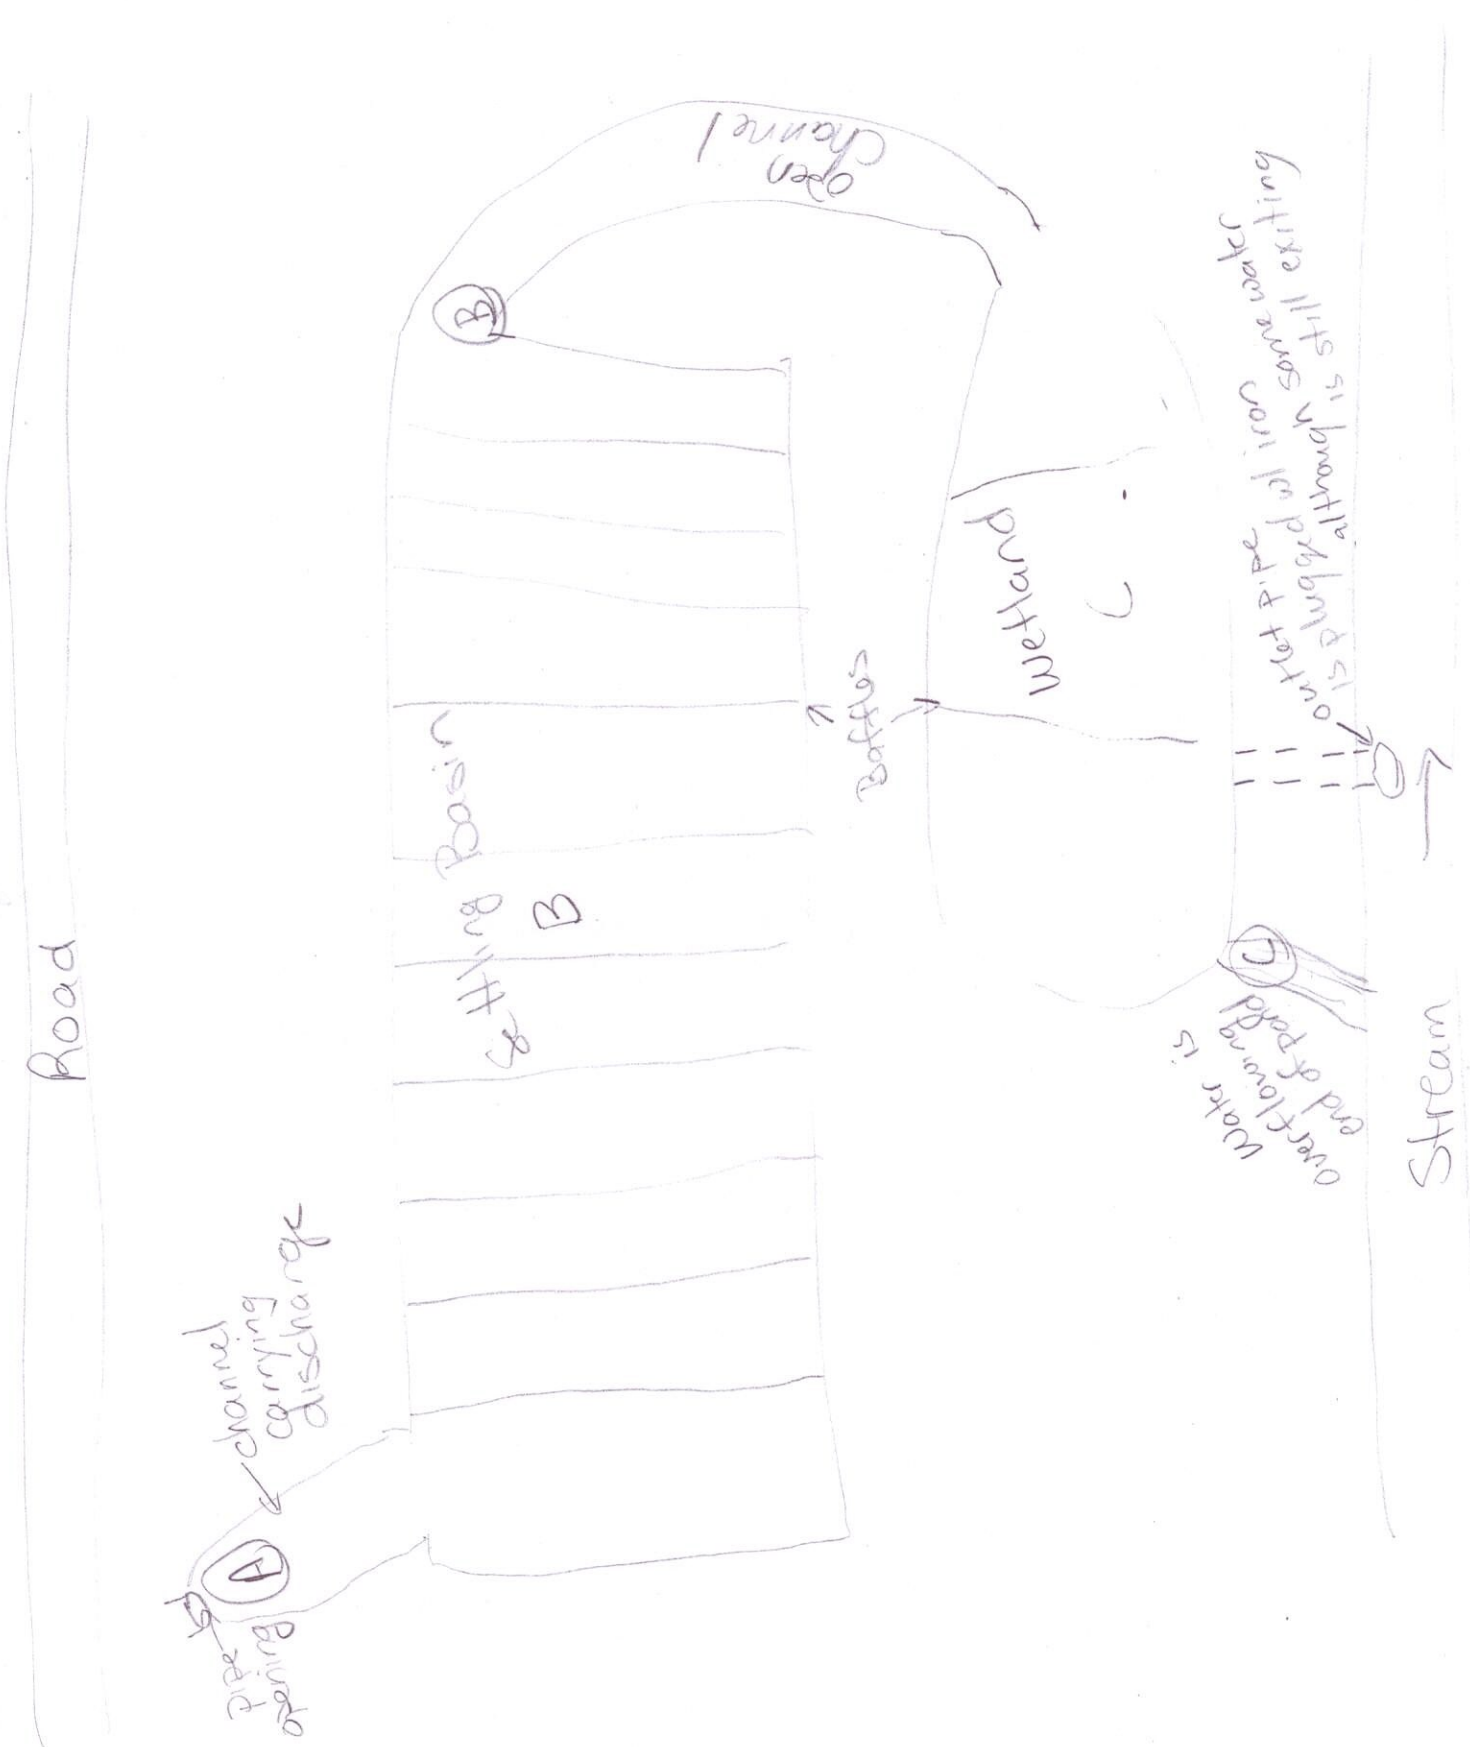 Road
Pipe
opening
A
channel
carrying
discharge
Settling Basin
B
B
open
channel
Baffles
Wetland
C
outlet pipe
is plugged w/ iron
althrough some water
is still exiting
C
Water is
overflowing
end of pond
Stream